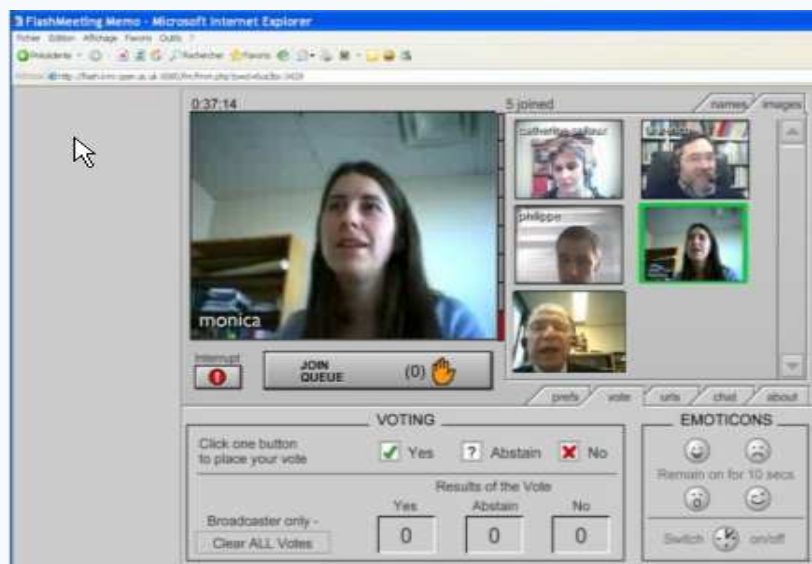 FlashMeeting Memo - Microsoft Internet Explorer
Fichier Edition Affichage Favoris Outils ?
Précédente Rechercher Favoris
0:37:14
5 joined
names
images
philippe
monica
Interrupt
JOIN
QUEUE
(0)
prefs
vote
urls
chat
about
VOTING
Click one button
to place your vote
Yes
? Abstain
No
Results of the Vote
Yes
Abstain
No
Broadcaster only -
Clear ALL Votes
0
0
0
EMOTICONS
Remain on for 10 secs
Switch
on/off